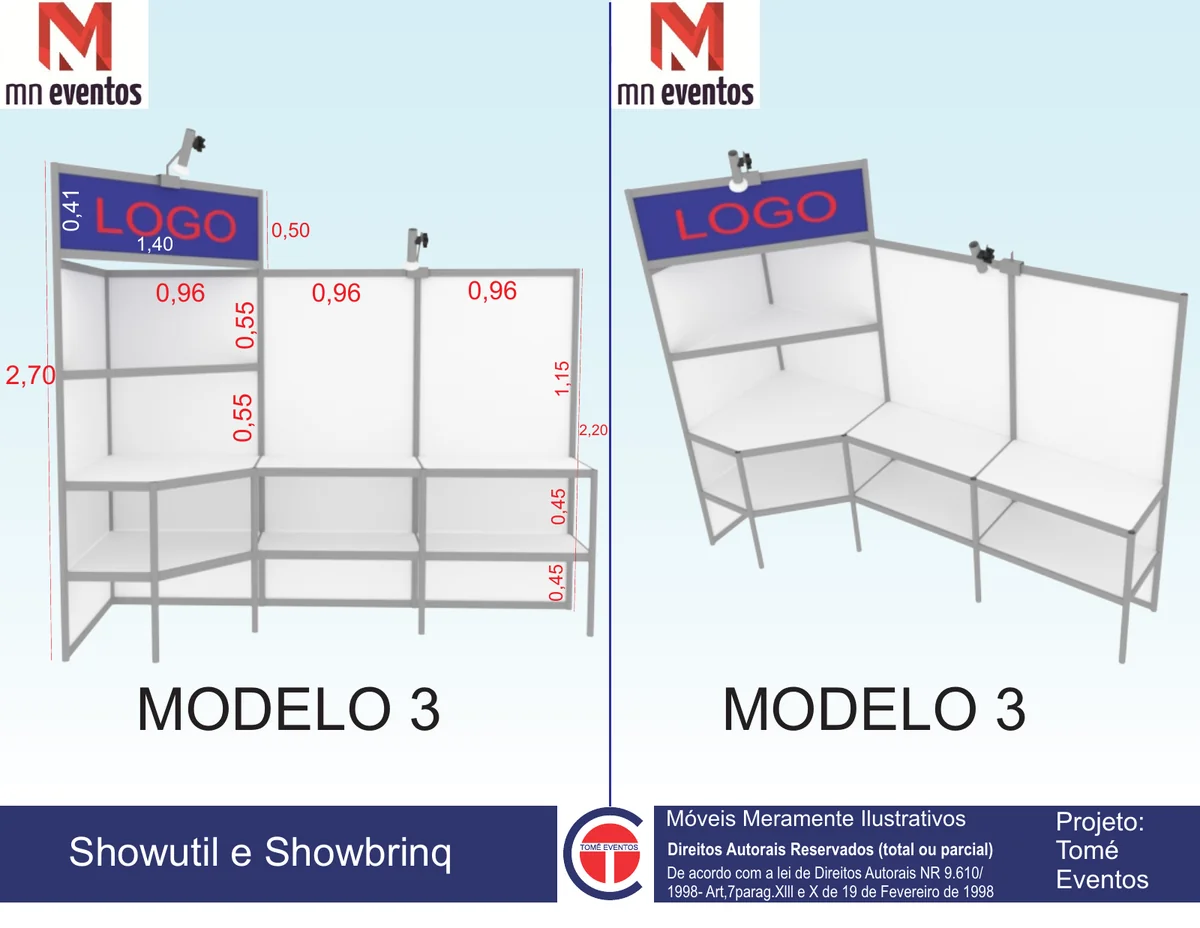 mn eventos
LOGO
0,41
1,40
0,50
0,96
0,96
0,96
0,55
2,70
0,55
1,15
2,20
0,45
0,45
MODELO 3
mn eventos
LOGO
MODELO 3
Showutil e Showbrinq
TOMÉ EVENTOS
Móveis Meramente Ilustrativos
Direitos Autorais Reservados (total ou parcial)
De acordo com a lei de Direitos Autorais NR 9.610/
1998- Art,7parag.XIII e X de 19 de Fevereiro de 1998
Projeto:
Tomé
Eventos